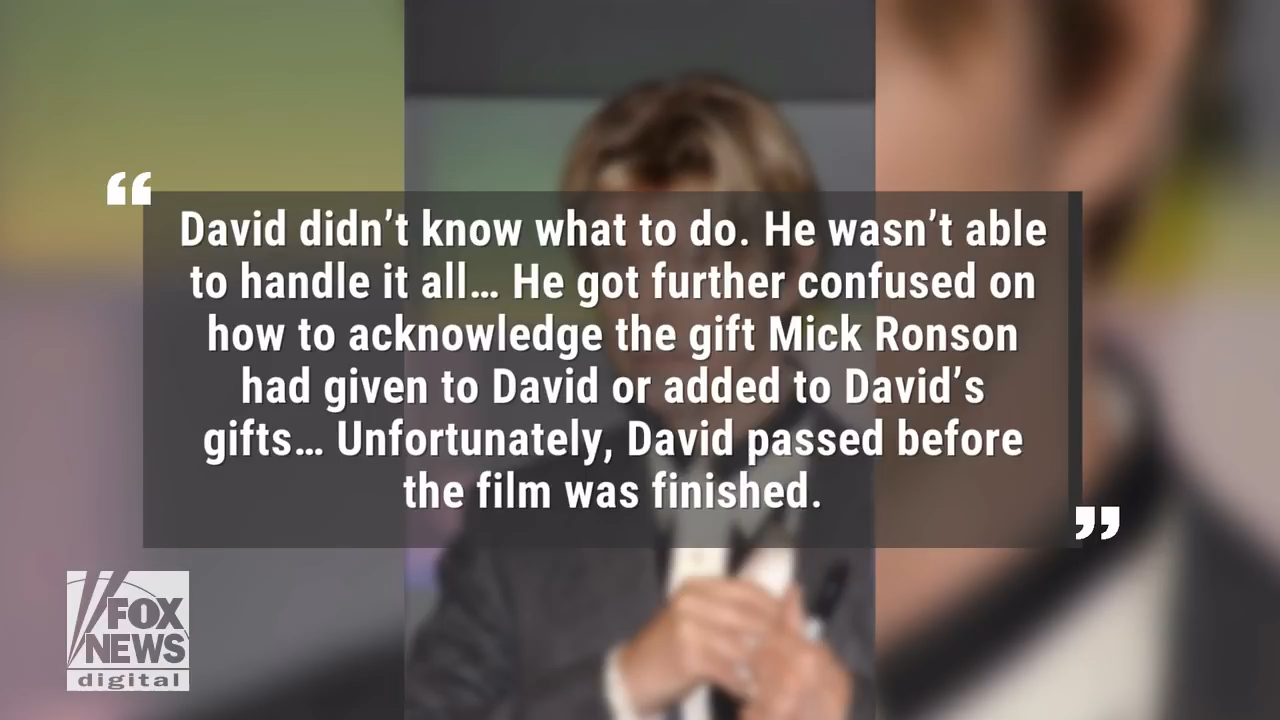 “
David didn’t know what to do. He wasn’t able
to handle it all… He got further confused on
how to acknowledge the gift Mick Ronson
had given to David or added to David’s
gifts… Unfortunately, David passed before
the film was finished.
”
FOX
NEWS
digital